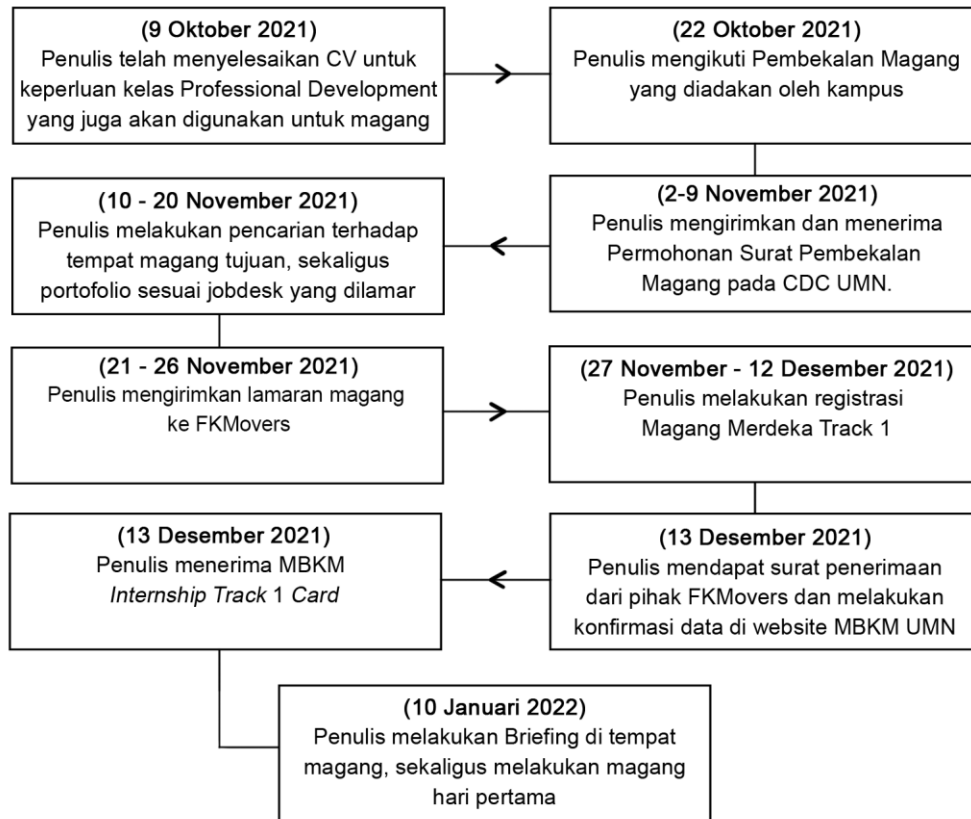 (9 Oktober 2021)
Penulis telah menyelesaikan CV untuk
keperluan kelas Professional Development
yang juga akan digunakan untuk magang
(22 Oktober 2021)
Penulis mengikuti Pembekalan Magang
yang diadakan oleh kampus
(2-9 November 2021)
Penulis mengirimkan dan menerima
Permohonan Surat Pembekalan
Magang pada CDC UMN.
(10 - 20 November 2021)
Penulis melakukan pencarian terhadap
tempat magang tujuan, sekaligus
portofolio sesuai jobdesk yang dilamar
(21 - 26 November 2021)
Penulis mengirimkan lamaran magang
ke FKMovers
(27 November - 12 Desember 2021)
Penulis melakukan registrasi
Magang Merdeka Track 1
(13 Desember 2021)
Penulis mendapat surat penerimaan
dari pihak FKMovers dan melakukan
konfirmasi data di website MBKM UMN
(13 Desember 2021)
Penulis menerima MBKM
Internship Track 1 Card
(10 Januari 2022)
Penulis melakukan Briefing di tempat
magang, sekaligus melakukan magang
hari pertama